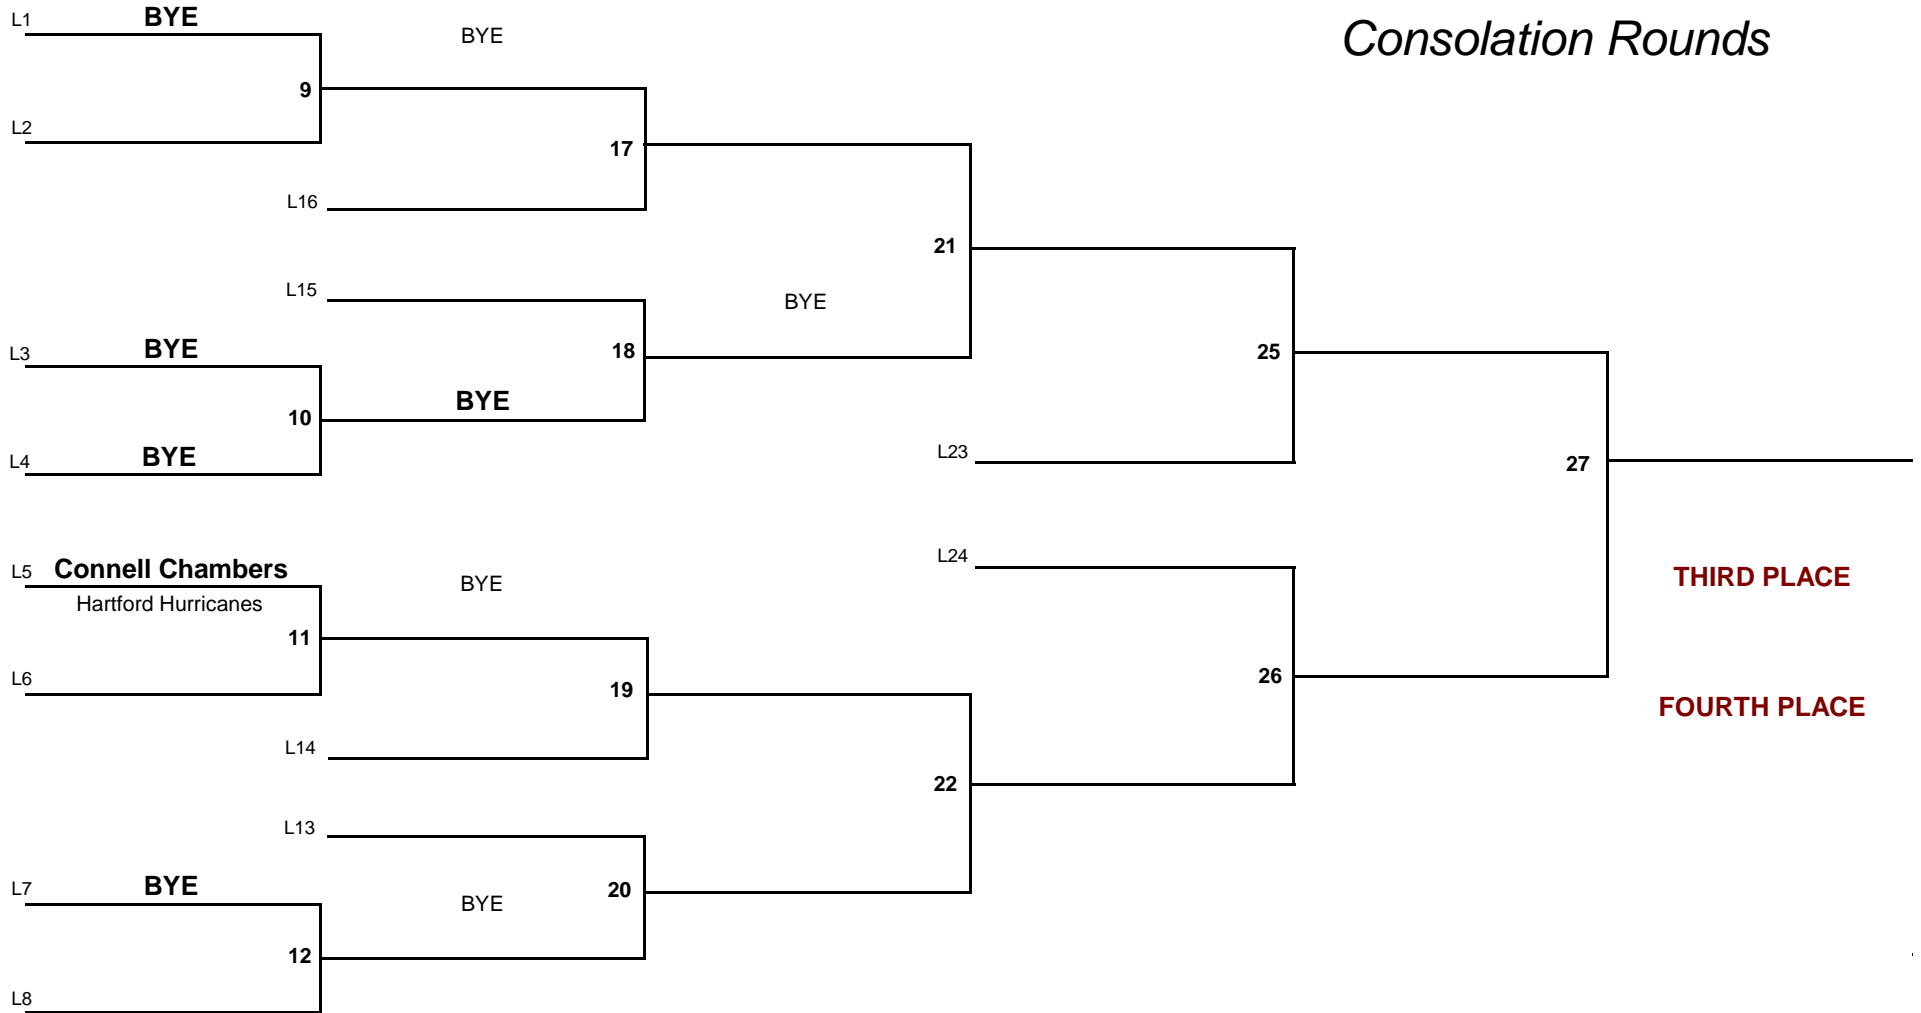 Consolation Rounds
L1 BYE
BYE
9
L2
17
L16
21
L15
BYE
L3 BYE
18
25
10
BYE
L4 BYE
L23
27
L5 Connell Chambers
Hartford Hurricanes
BYE
L24
THIRD PLACE
11
L6
19
26
FOURTH PLACE
L14
22
L13
L7 BYE
20
BYE
12
L8